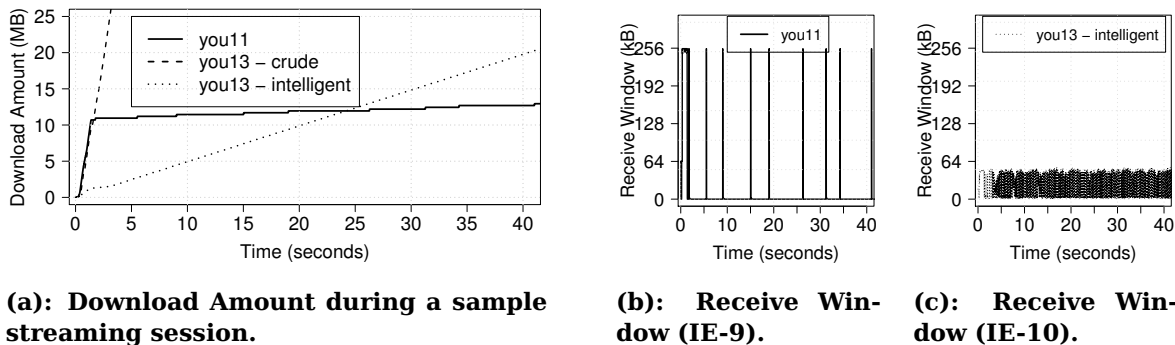 25
20
15
10
5
0
Download Amount (MB)
you11
you13 – crude
you13 – intelligent
0 5 10 15 20 25 30 35 40
Time (seconds)
(a): Download Amount during a sample
streaming session.
256
192
128
64
0
Receive Window (kB)
you11
0 10 20 30 40
Time (seconds)
(b): Receive Win-
dow (IE-9).
256
192
128
64
0
Receive Window (kB)
you13 – intelligent
0 10 20 30 40
Time (seconds)
(c): Receive Win-
dow (IE-10).